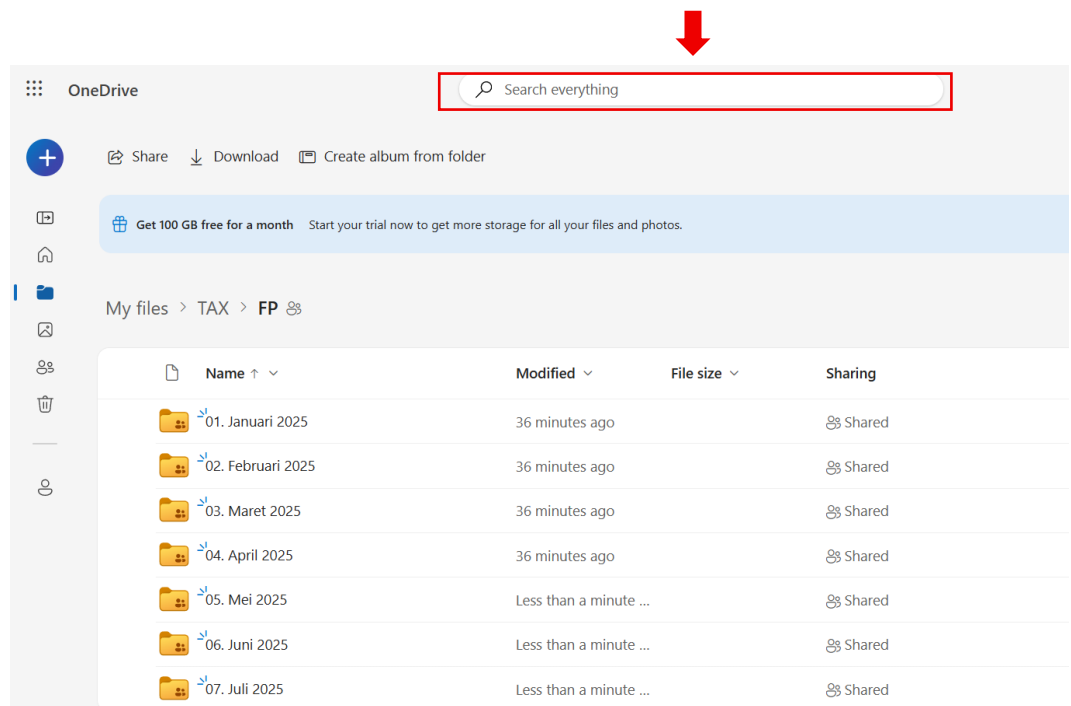 OneDrive
Search everything
Share Download Create album from folder
Get 100 GB free for a month Start your trial now to get more storage for all your files and photos.
My files > TAX > FP
Name Modified File size Sharing
01. Januari 2025 36 minutes ago Shared
02. Februari 2025 36 minutes ago Shared
03. Maret 2025 36 minutes ago Shared
04. April 2025 36 minutes ago Shared
05. Mei 2025 Less than a minute ... Shared
06. Juni 2025 Less than a minute ... Shared
07. Juli 2025 Less than a minute ... Shared